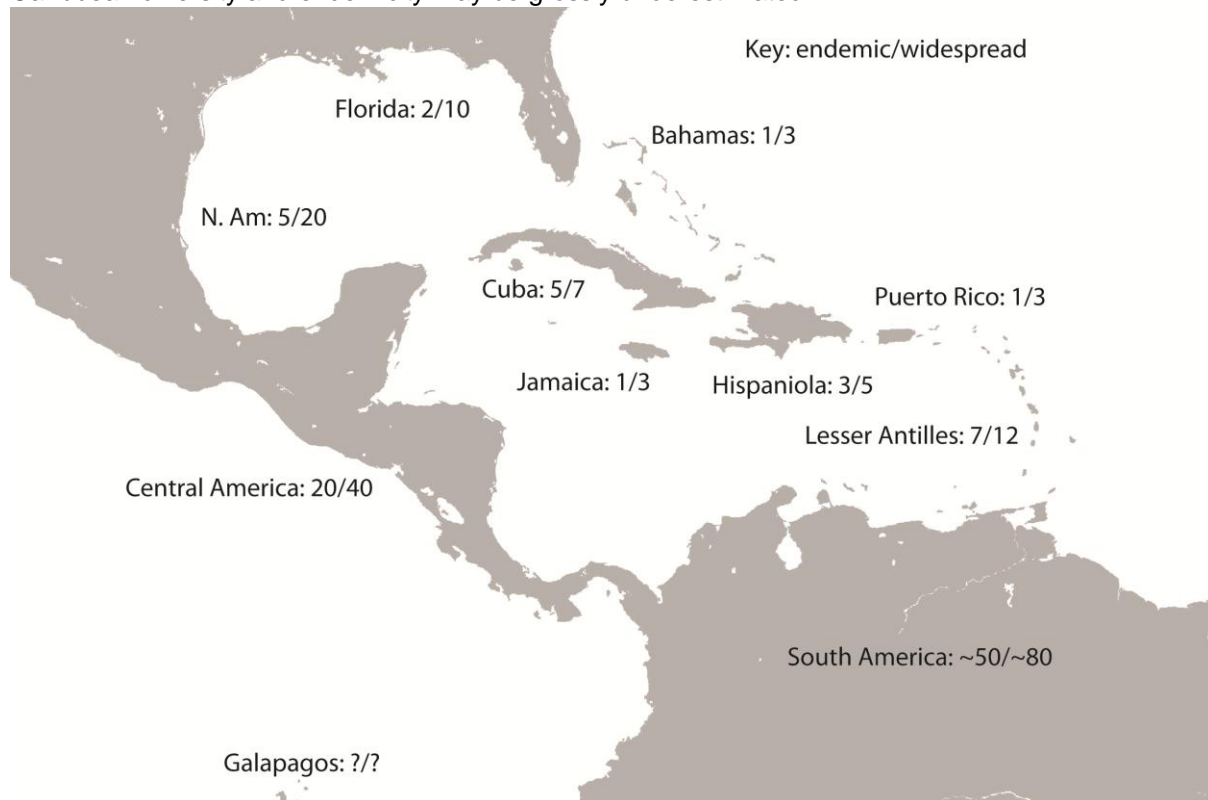 Key: endemic/widespread
Florida: 2/10
Bahamas: 1/3
N. Am: 5/20
Cuba: 5/7
Puerto Rico: 1/3
Jamaica: 1/3
Hispaniola: 3/5
Lesser Antilles: 7/12
Central America: 20/40
South America: ~50/~80
Galapagos: ?/?